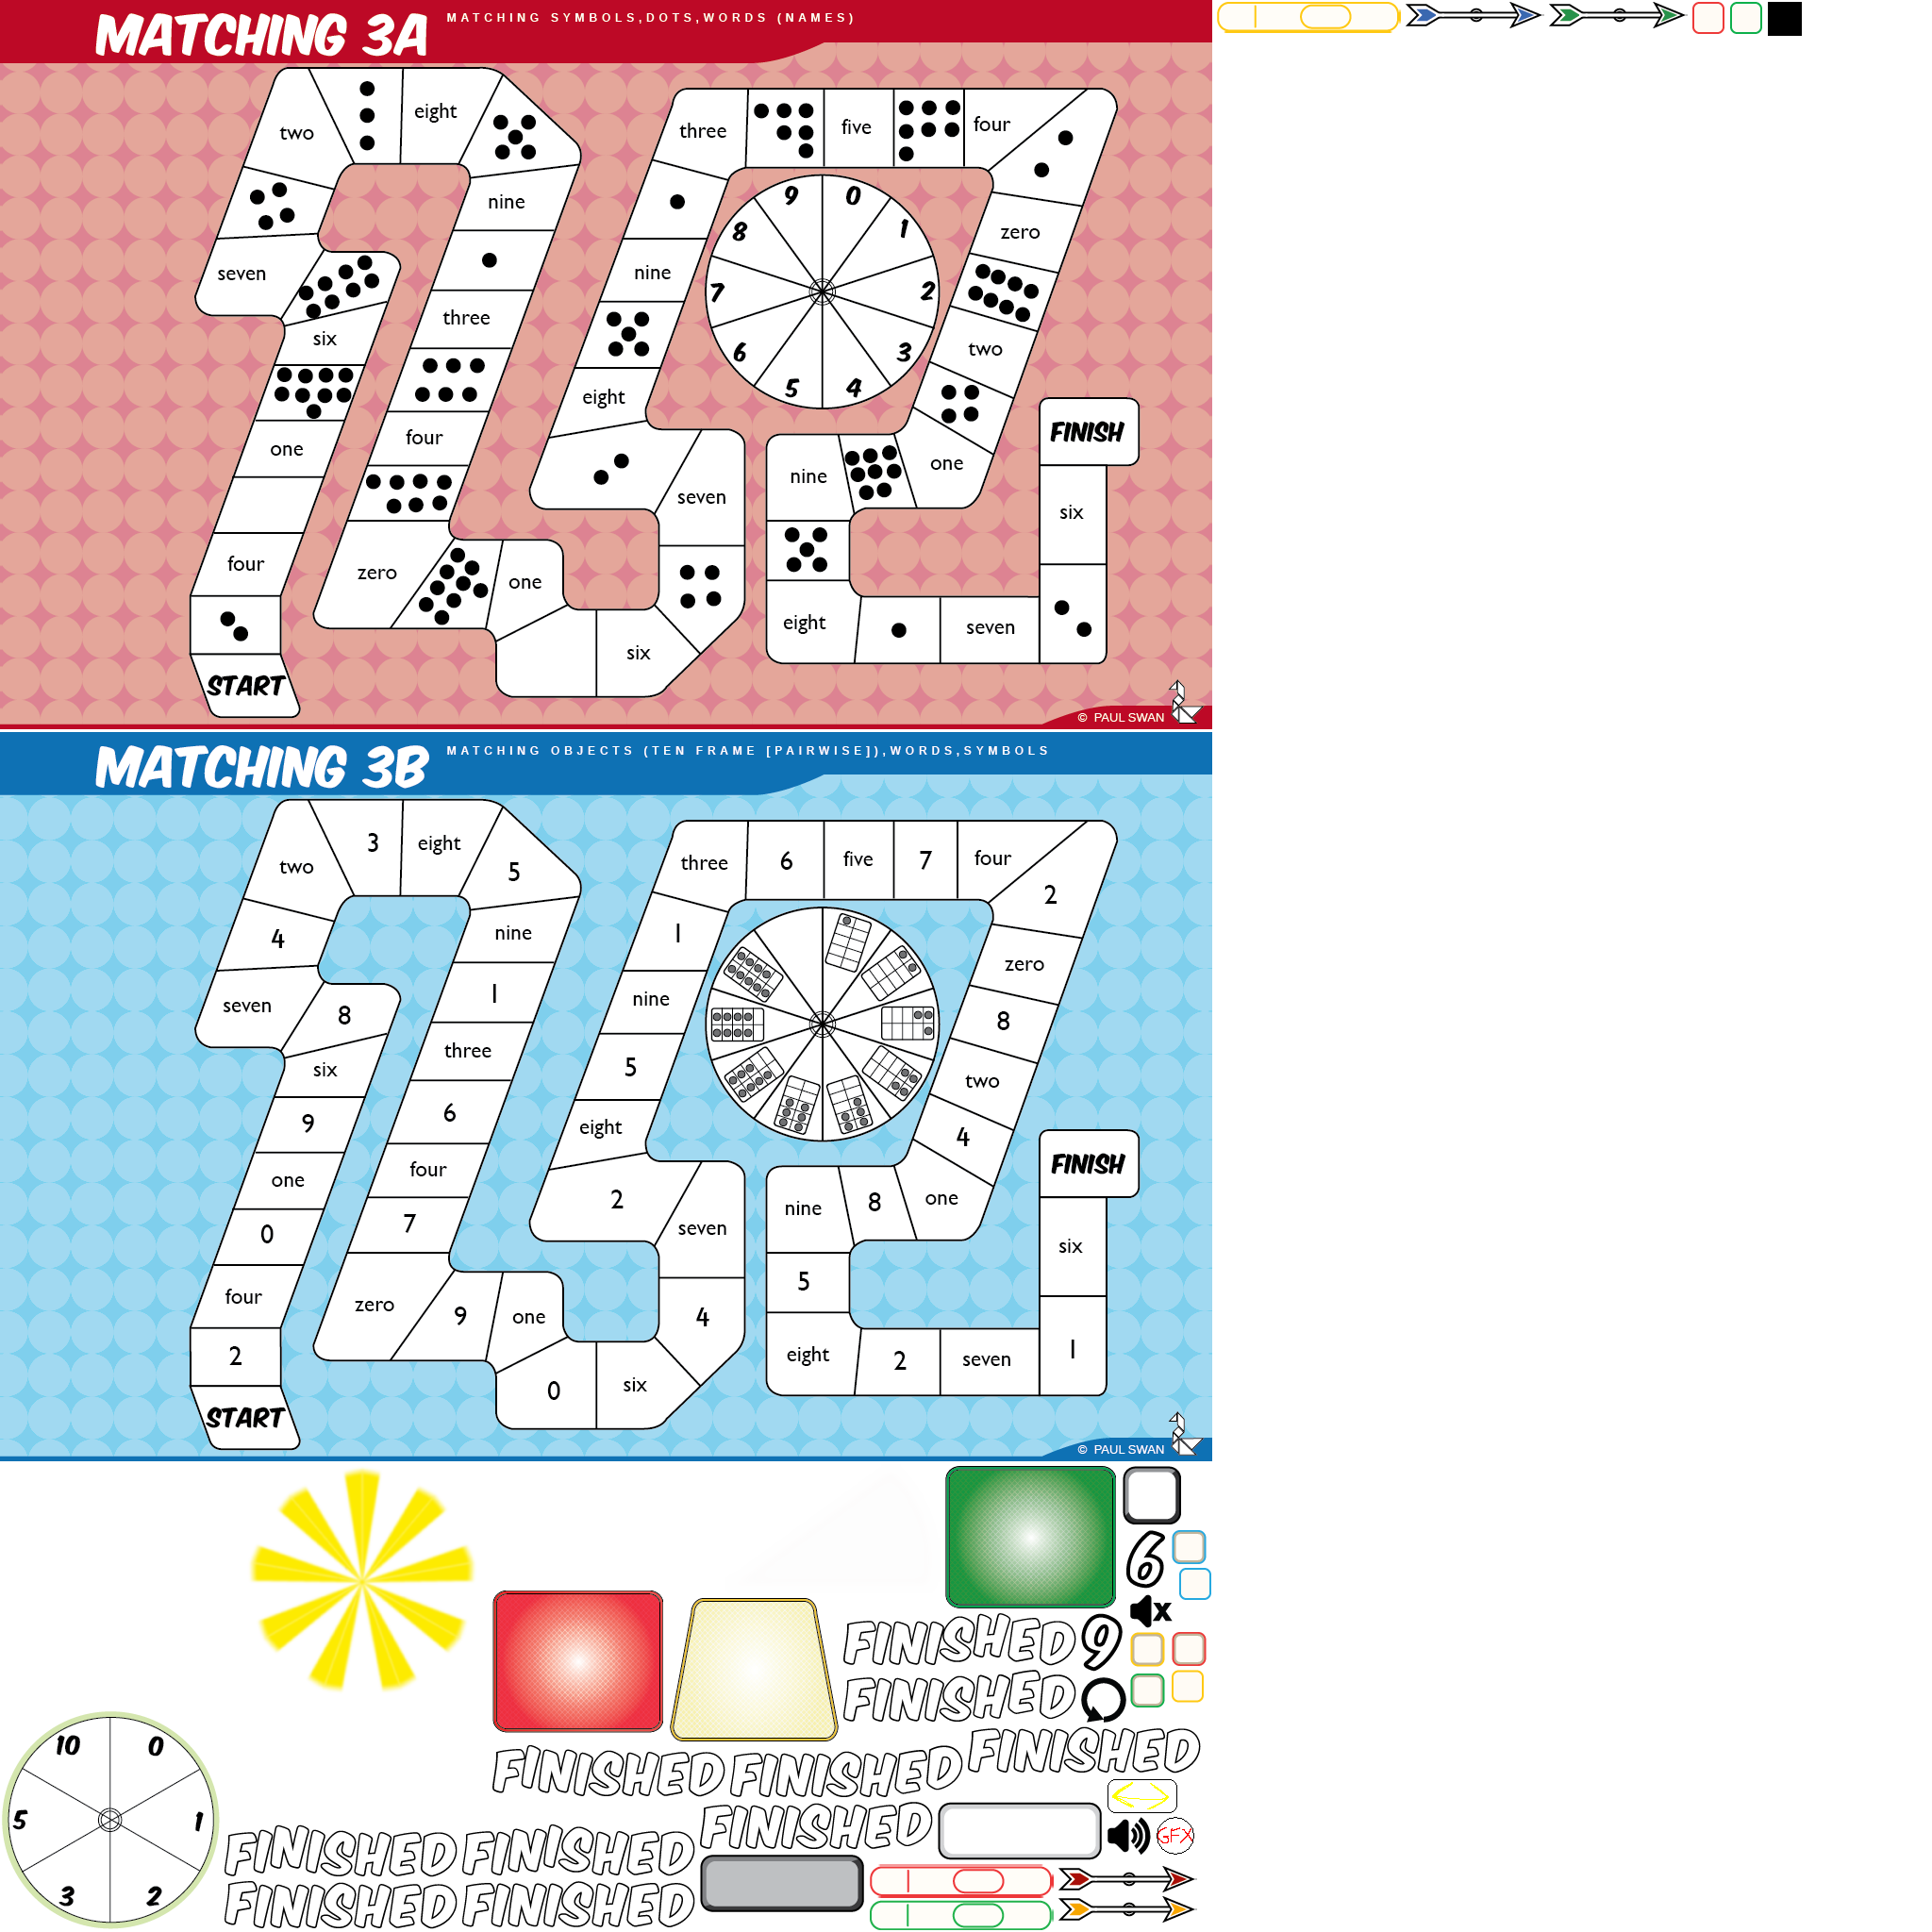 MATCHING 3A
MATCHING SYMBOLS,DOTS,WORDS (NAMES)
START
four
one
six
seven
two
eight
nine
three
four
zero
one
six
seven
eight
nine
three
five
four
zero
two
one
nine
eight
seven
six
FINISH
0
1
2
3
4
5
6
7
8
9
© PAUL SWAN
MATCHING 3B
MATCHING OBJECTS (TEN FRAME [PAIRWISE]),WORDS,SYMBOLS
START
2
four
0
one
9
six
8
seven
4
two
3
eight
5
nine
1
three
6
four
7
zero
9
one
0
six
4
seven
2
eight
5
nine
1
three
6
five
7
four
2
zero
8
two
4
one
8
nine
5
eight
2
seven
1
six
FINISH
© PAUL SWAN
6
FINISHED 9
FINISHED
FINISHED FINISHED FINISHED
FINISHED
GFX
FINISHED FINISHED
FINISHED FINISHED
10
0
1
2
3
5